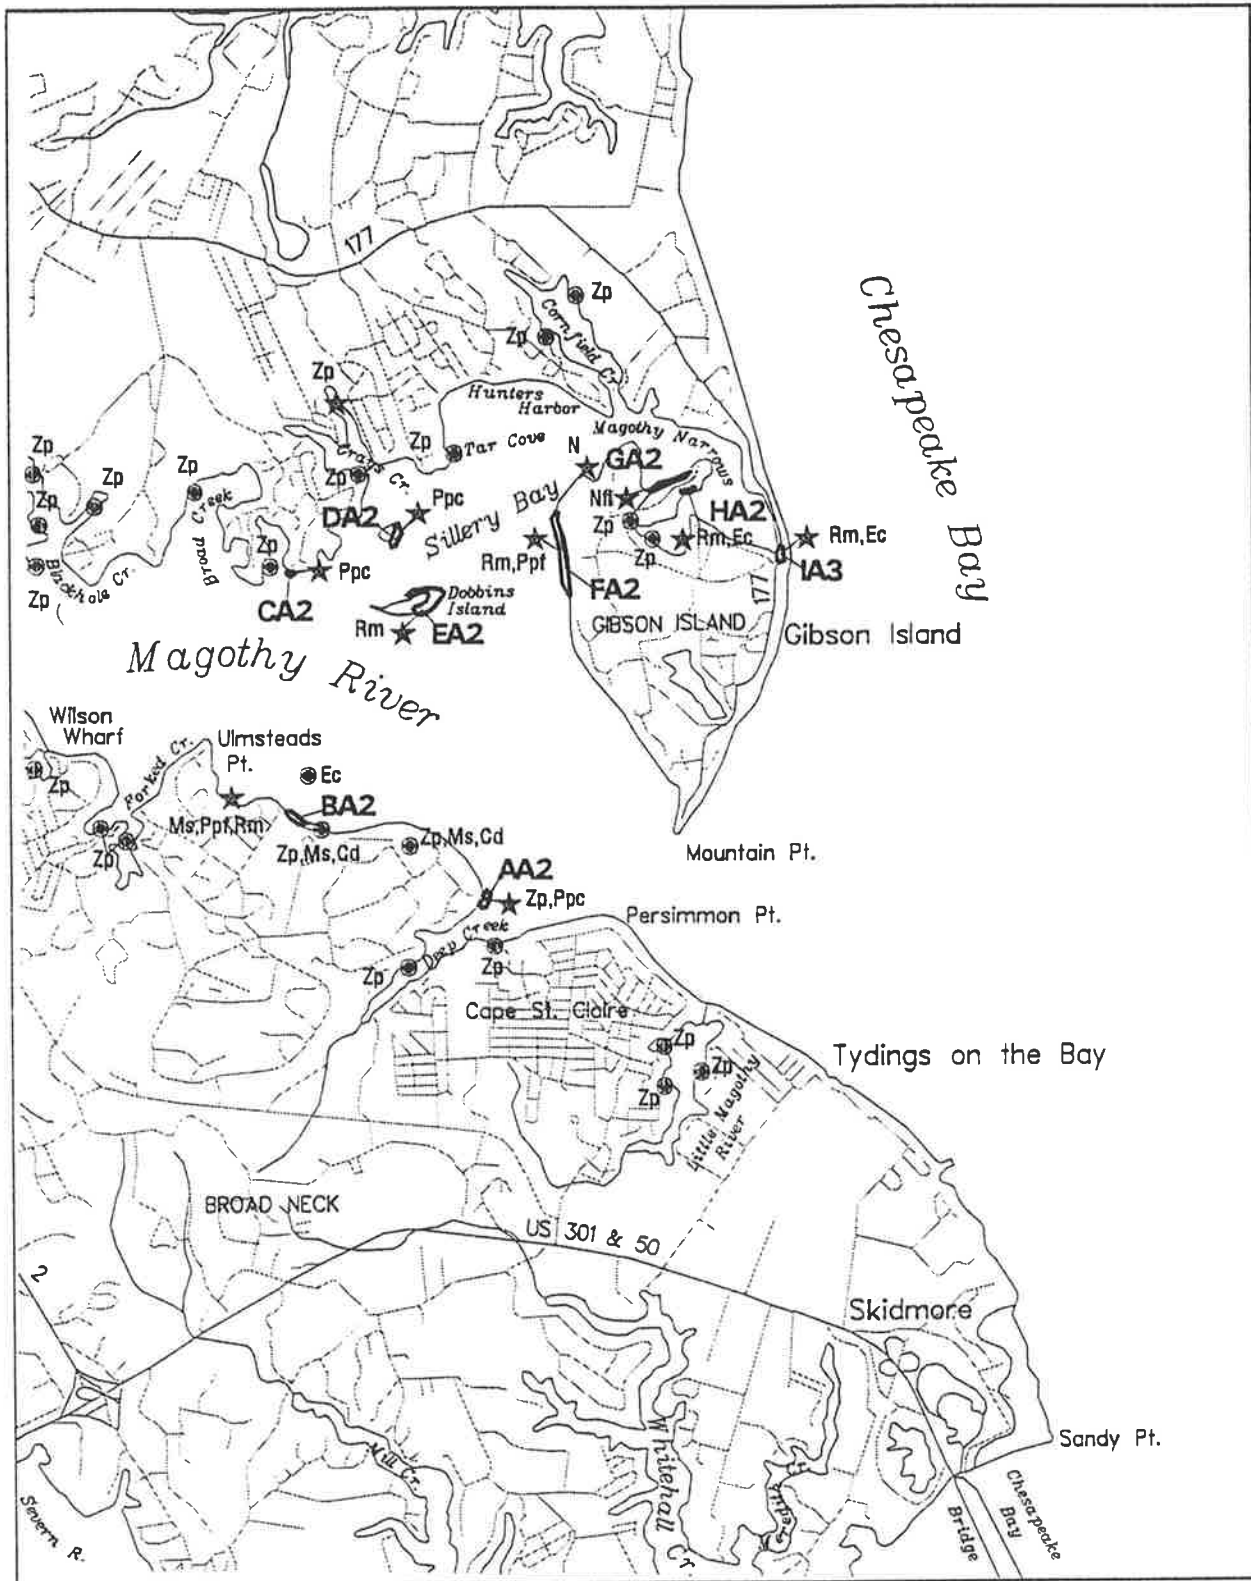 177
Zp
Cornfield Cr.
Zp
Zp
Hunters
Harbor
Chesapeake Bay
Magothy Narrows
Zp
Tar Cove
N
GA2
Zp
Zp
Zp
Creek
Broad
Zp
Crafs Cr.
Ppc
DA2
Sillery Bay
Nfl
Zp
HA2
Rm,Ec
Zp
Rm,Ec
IA3
Zp
Zp
Blackhole Cr.
Zp
Ppc
CA2
Rm,Ppf
FA2
177
Dobbins
Island
Rm
EA2
GIBSON ISLAND
Gibson Island
Magothy River
Wilson
Wharf
Zp
Forked Cr.
Ulmsteads
Pt.
Ec
BA2
Ms,Ppf,Rm
Zp
Zp,Ms,Cd
Zp,Ms,Cd
Mountain Pt.
AA2
Zp,Ppc
Persimmon Pt.
Deep Creek
Zp
Zp
Cape St. Claire
Zp
Zp
Zp
Tydings on the Bay
Little Magothy
River
BROAD NECK
US 301 & 50
2
Skidmore
Sandy Pt.
Mill Cr.
Whitehall Cr.
Severn R.
Chesapeake
Bay
Bridge